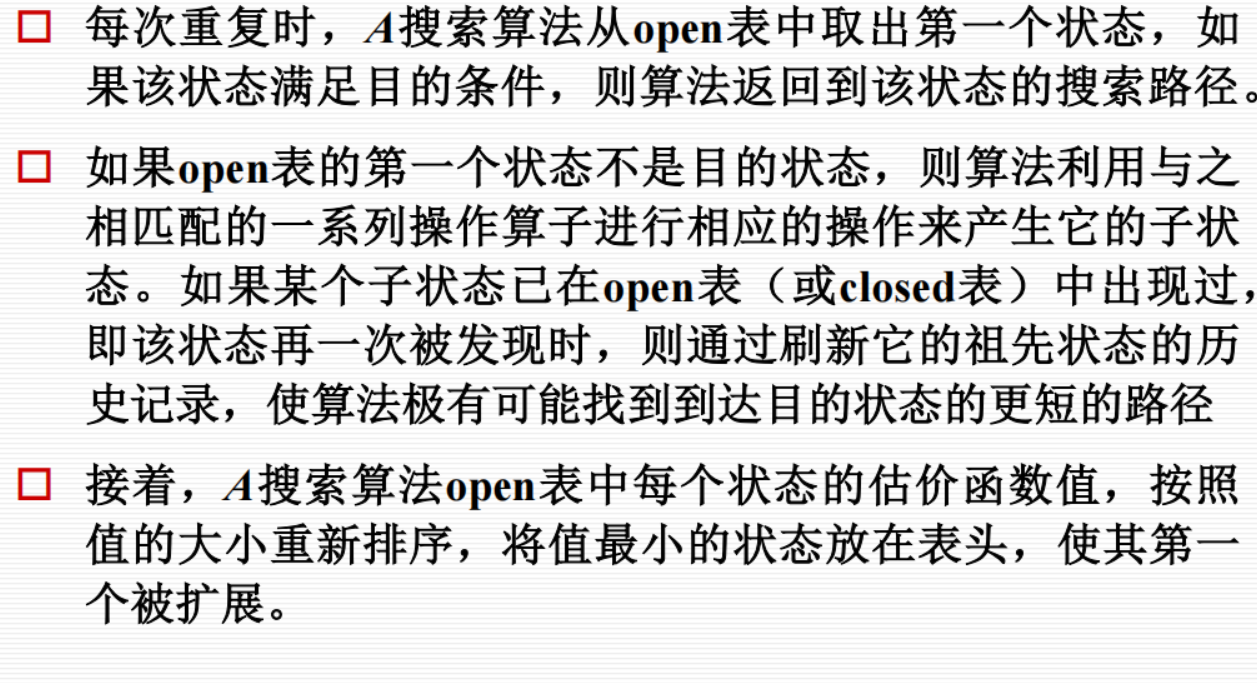 每次重复时，A搜索算法从open表中取出第一个状态，如
果该状态满足目的条件，则算法返回到该状态的搜索路径。
如果open表的第一个状态不是目的状态，则算法利用与之
相匹配的一系列操作算子进行相应的操作来产生它的子状
态。如果某个子状态已在open表（或closed表）中出现过，
即该状态再一次被发现时，则通过刷新它的祖先状态的历
史记录，使算法极有可能找到到达目的状态的更短的路径
接着，A搜索算法open表中每个状态的估价函数值，按照
值的大小重新排序，将值最小的状态放在表头，使其第一
个被扩展。